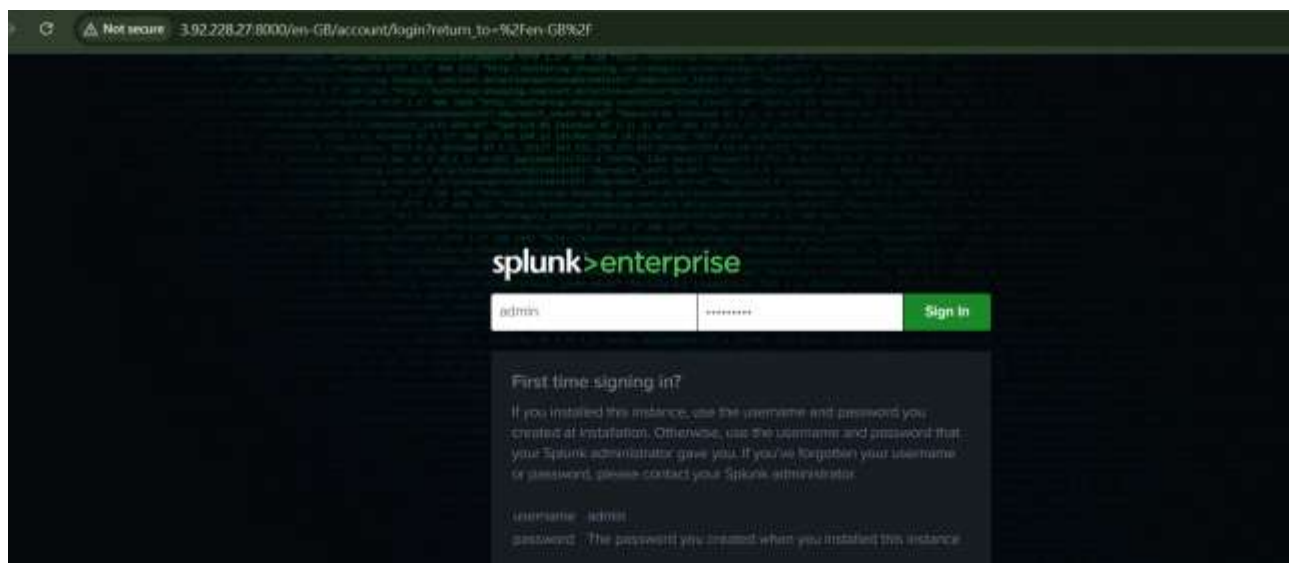 Not secure 3.92.228.27:8000/en-GB/account/login?return_to=%2Fen-GB%2F
splunk>enterprise
admin ••••••••• Sign In
First time signing in?
If you installed this instance, use the username and password you
created at installation. Otherwise, use the username and password that
your Splunk administrator gave you. If you've forgotten your username
or password, please contact your Splunk administrator.
username admin
password The password you created when you installed this instance